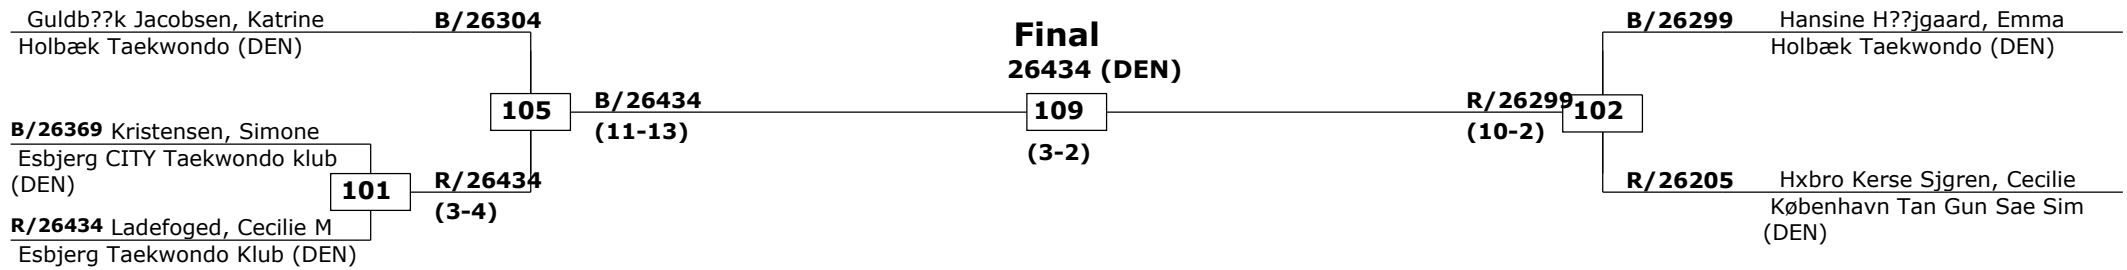 Guldb??k Jacobsen, Katrine
B/26304
Holbæk Taekwondo (DEN)
B/26369 Kristensen, Simone
Esbjerg CITY Taekwondo klub
(DEN)
R/26434 Ladefoged, Cecilie M
Esbjerg Taekwondo Klub (DEN)
101
R/26434
(3-4)
105
B/26434
(11-13)
Final
26434 (DEN)
109
(3-2)
R/26299
(10-2)
102
B/26299
Hansine H??jgaard, Emma
Holbæk Taekwondo (DEN)
R/26205
Hxbro Kerse Sjgren, Cecilie
København Tan Gun Sae Sim
(DEN)